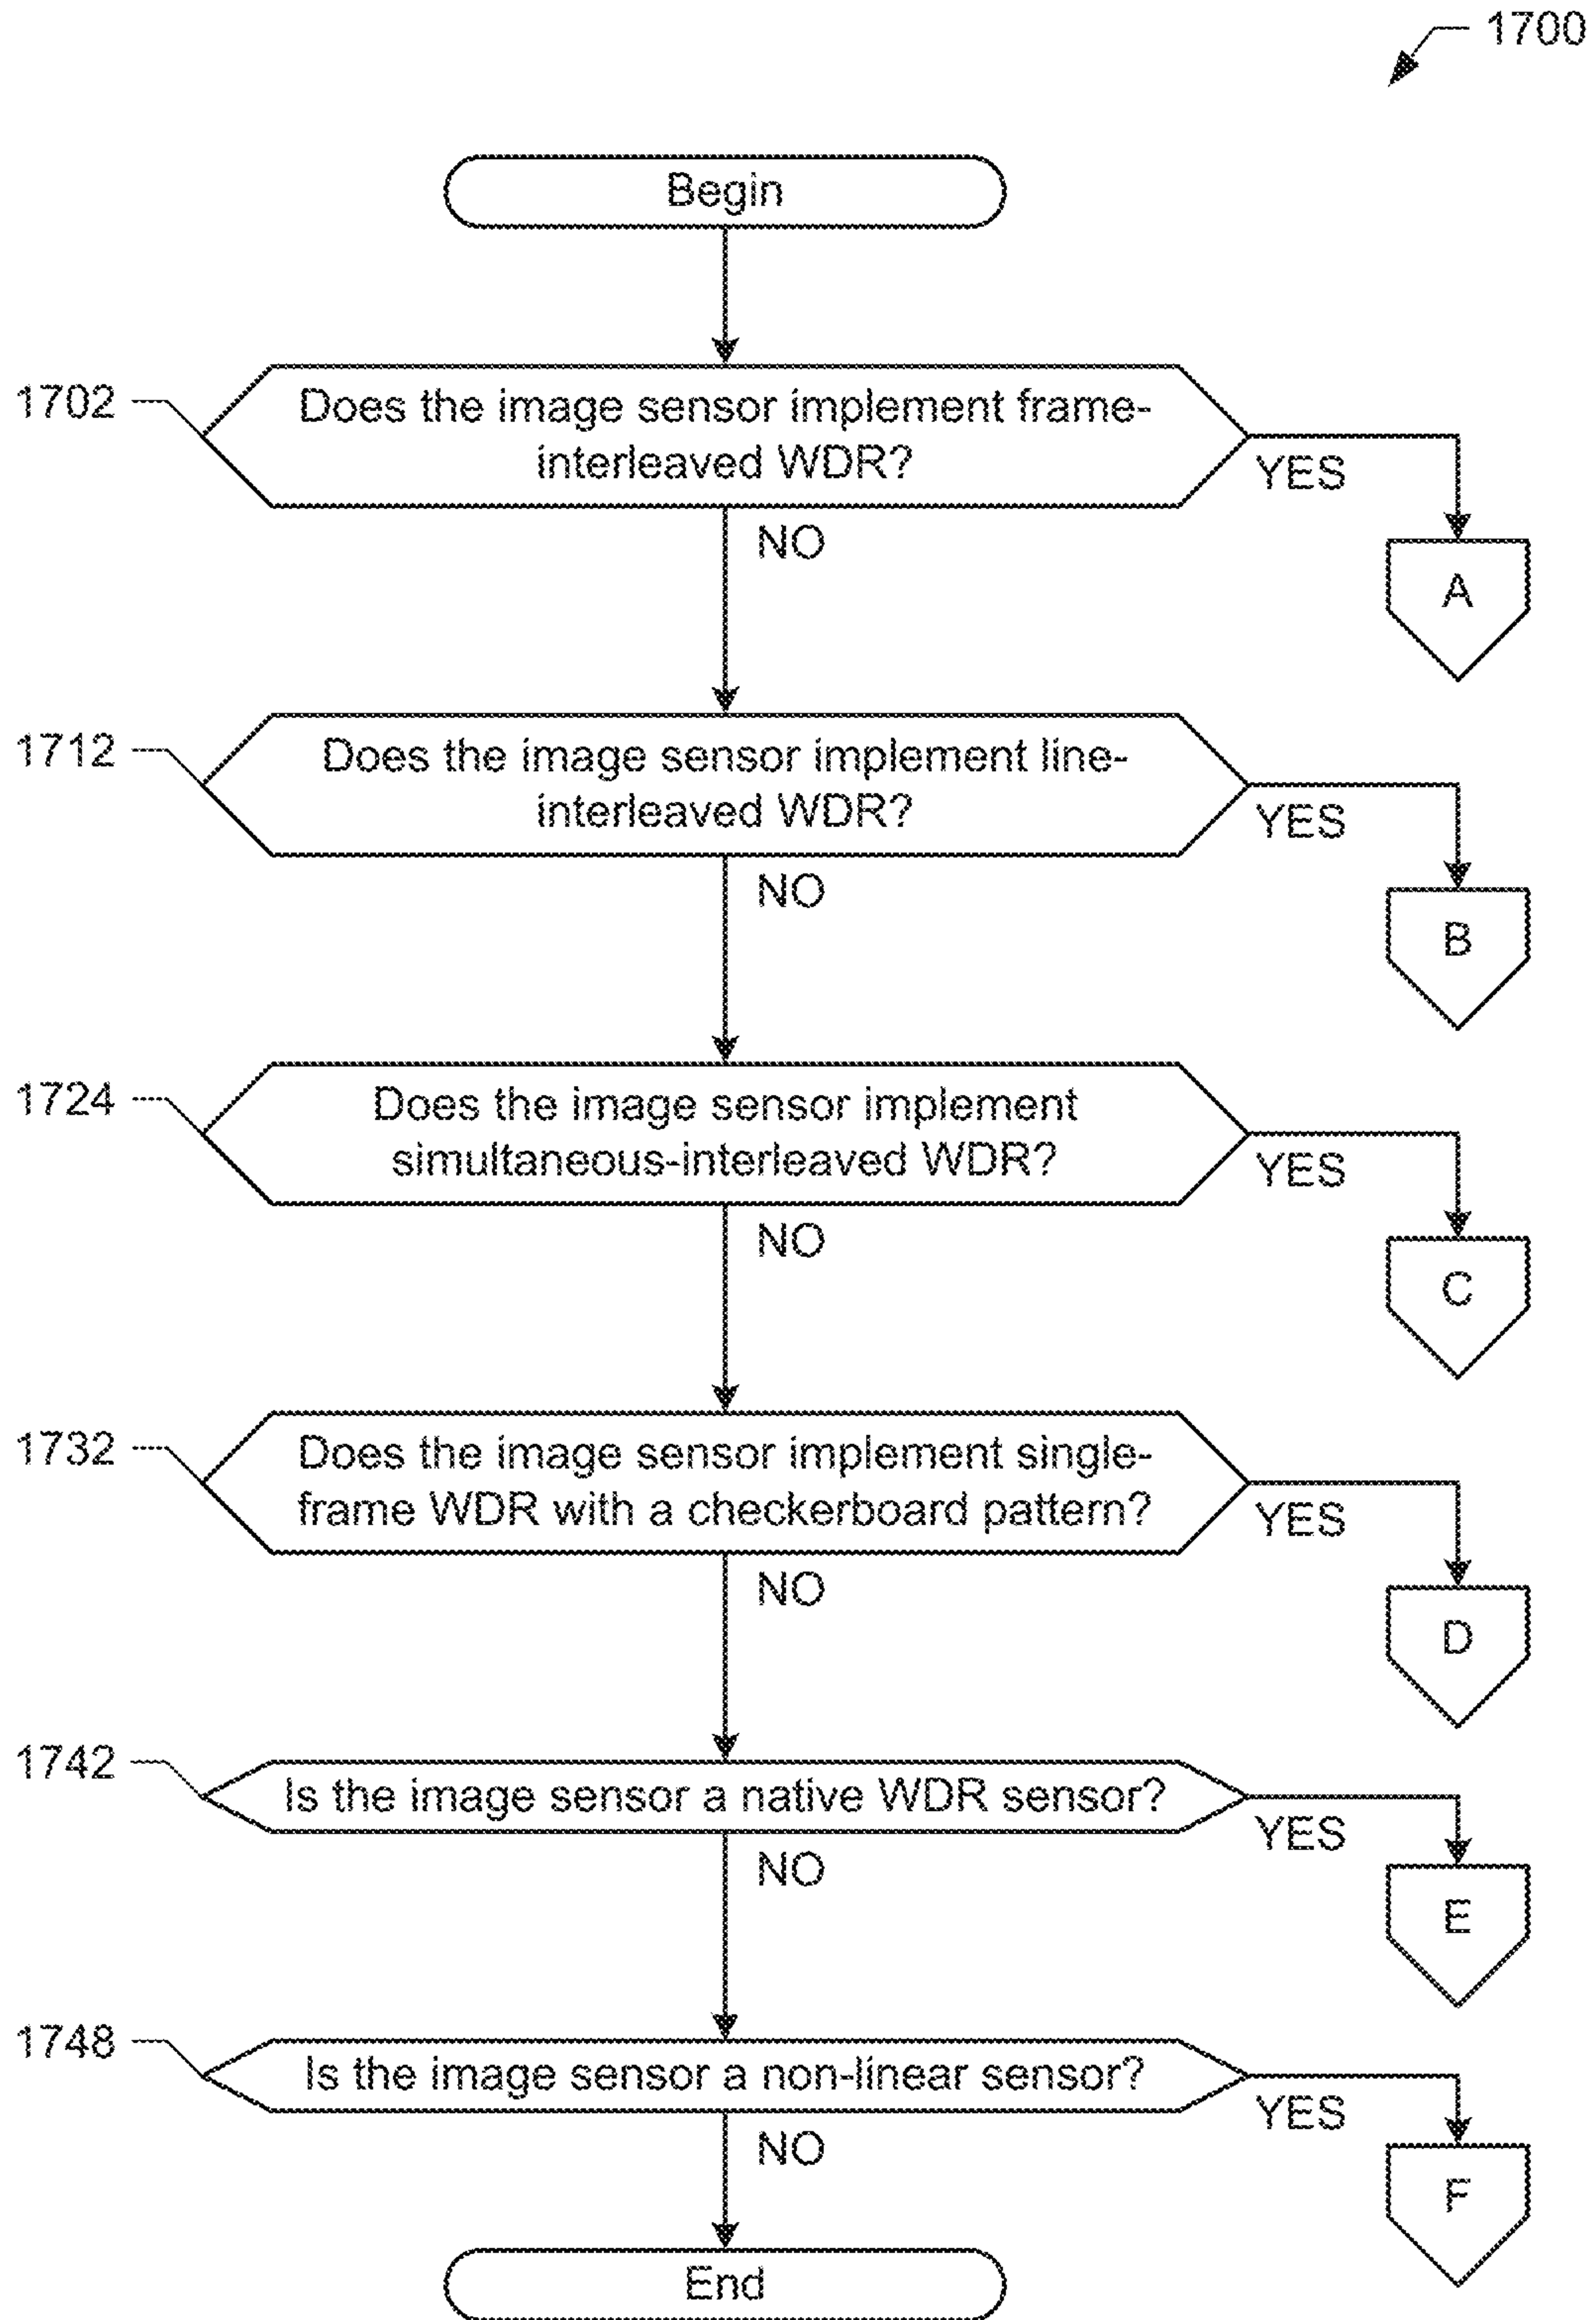 1700
Begin
1702
Does the image sensor implement frame-
interleaved WDR?
YES
NO
A
1712
Does the image sensor implement line-
interleaved WDR?
YES
NO
B
1724
Does the image sensor implement
simultaneous-interleaved WDR?
YES
NO
C
1732
Does the image sensor implement single-
frame WDR with a checkerboard pattern?
YES
NO
D
1742
Is the image sensor a native WDR sensor?
YES
NO
E
1748
Is the image sensor a non-linear sensor?
YES
NO
F
End